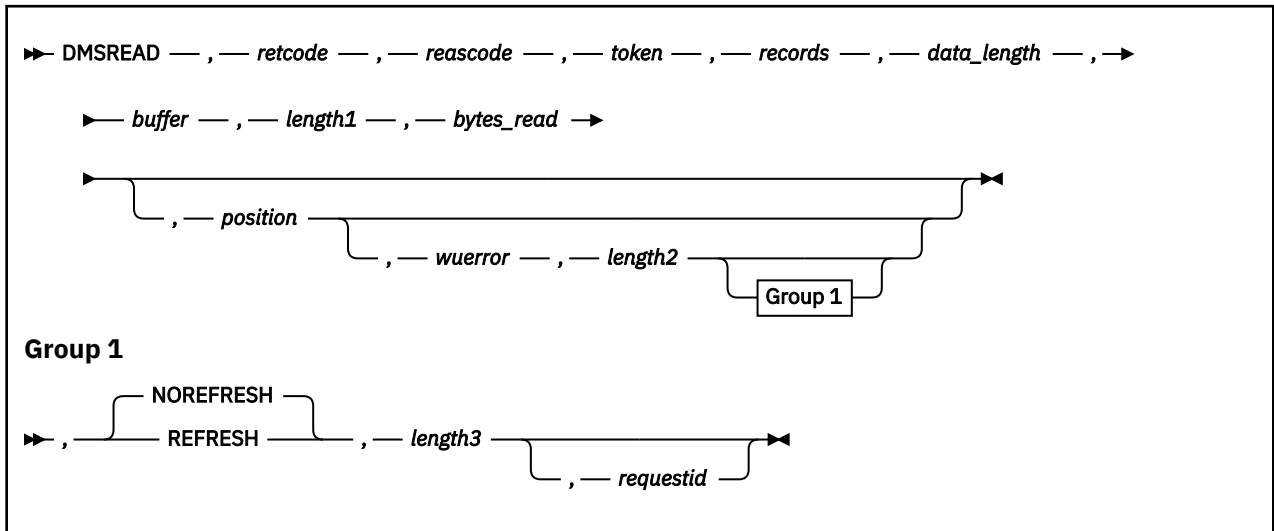 DMSREAD , retcode , reascode , token , records , data_length ,
buffer , length1 , bytes_read
, position
, wuerror , length2
Group 1
Group 1
NOREFRESH
, REFRESH , length3
, requestid